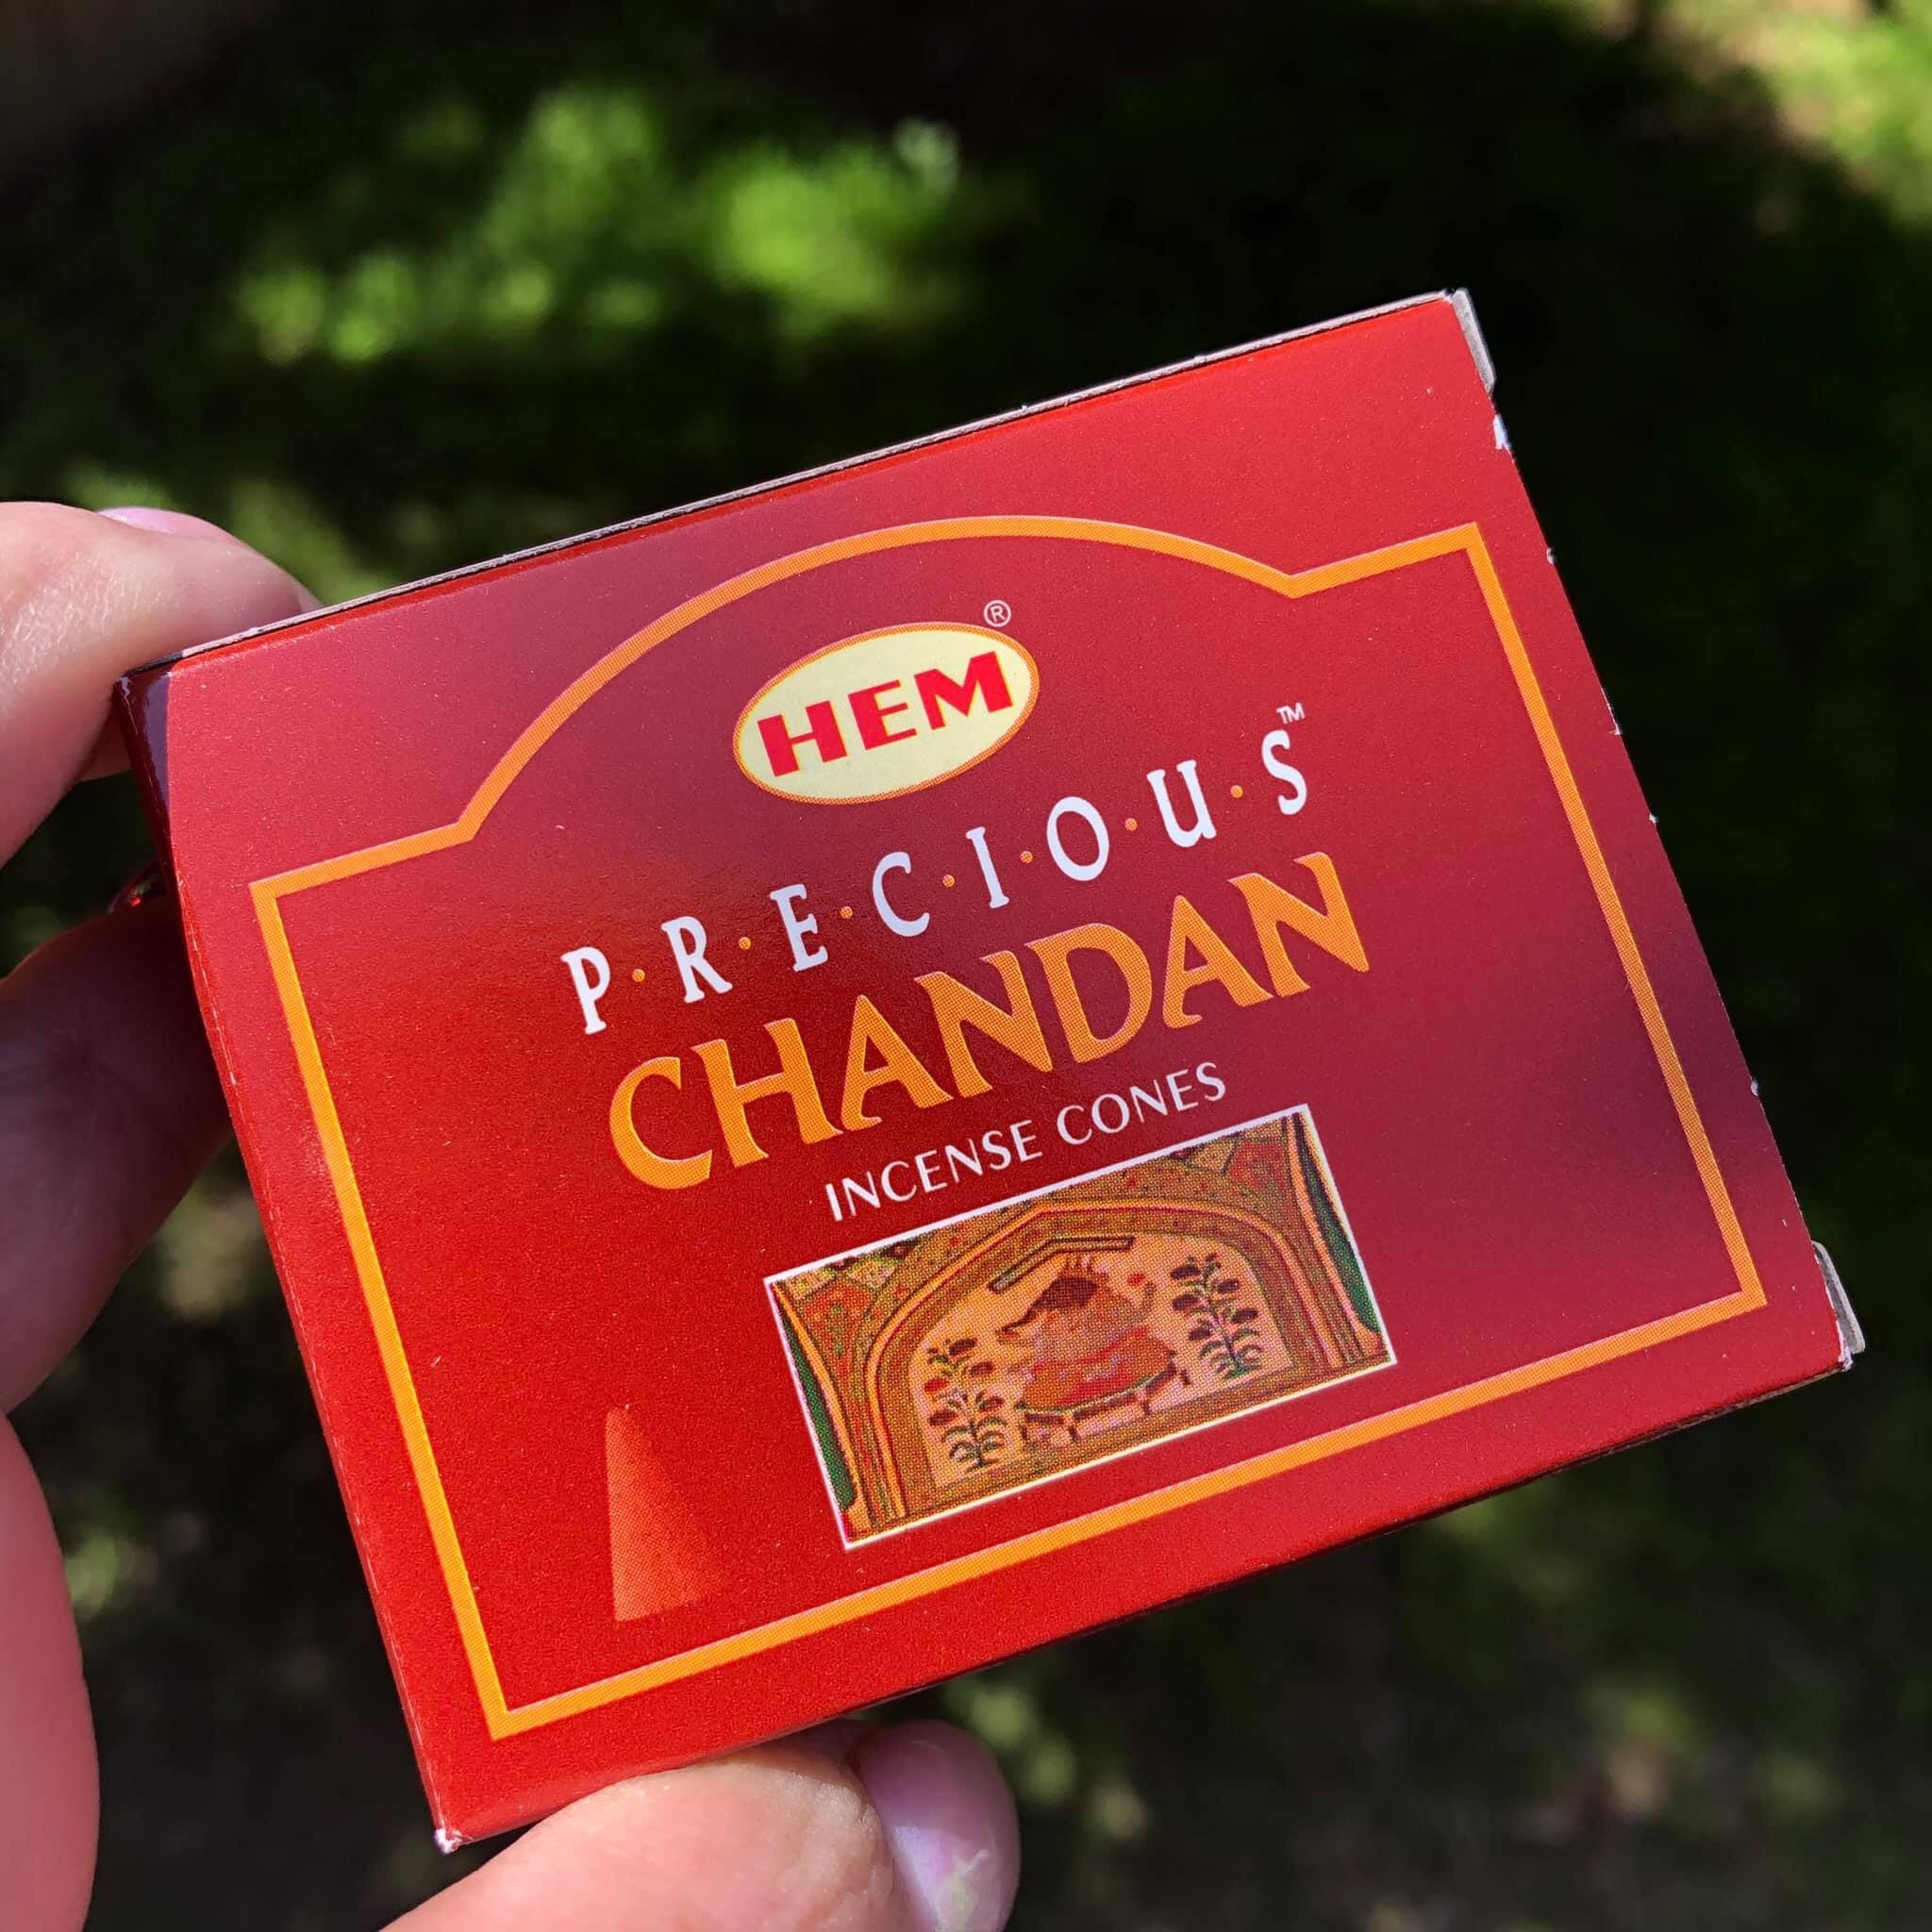 HEM®
P·R·E·C·I·O·U·S™
CHANDAN
INCENSE CONES